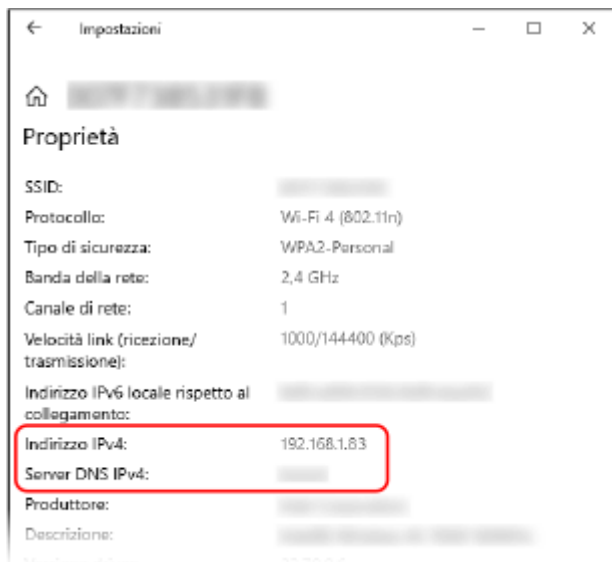 Impostazioni
Proprietà
SSID:
Protocollo: Wi-Fi 4 (802.11n)
Tipo di sicurezza: WPA2-Personal
Banda della rete: 2,4 GHz
Canale di rete: 1
Velocità link (ricezione/ 1000/144400 (Kps)
trasmissione):
Indirizzo IPv6 locale rispetto al
collegamento:
Indirizzo IPv4: 192.168.1.83
Server DNS IPv4:
Produttore:
Descrizione: